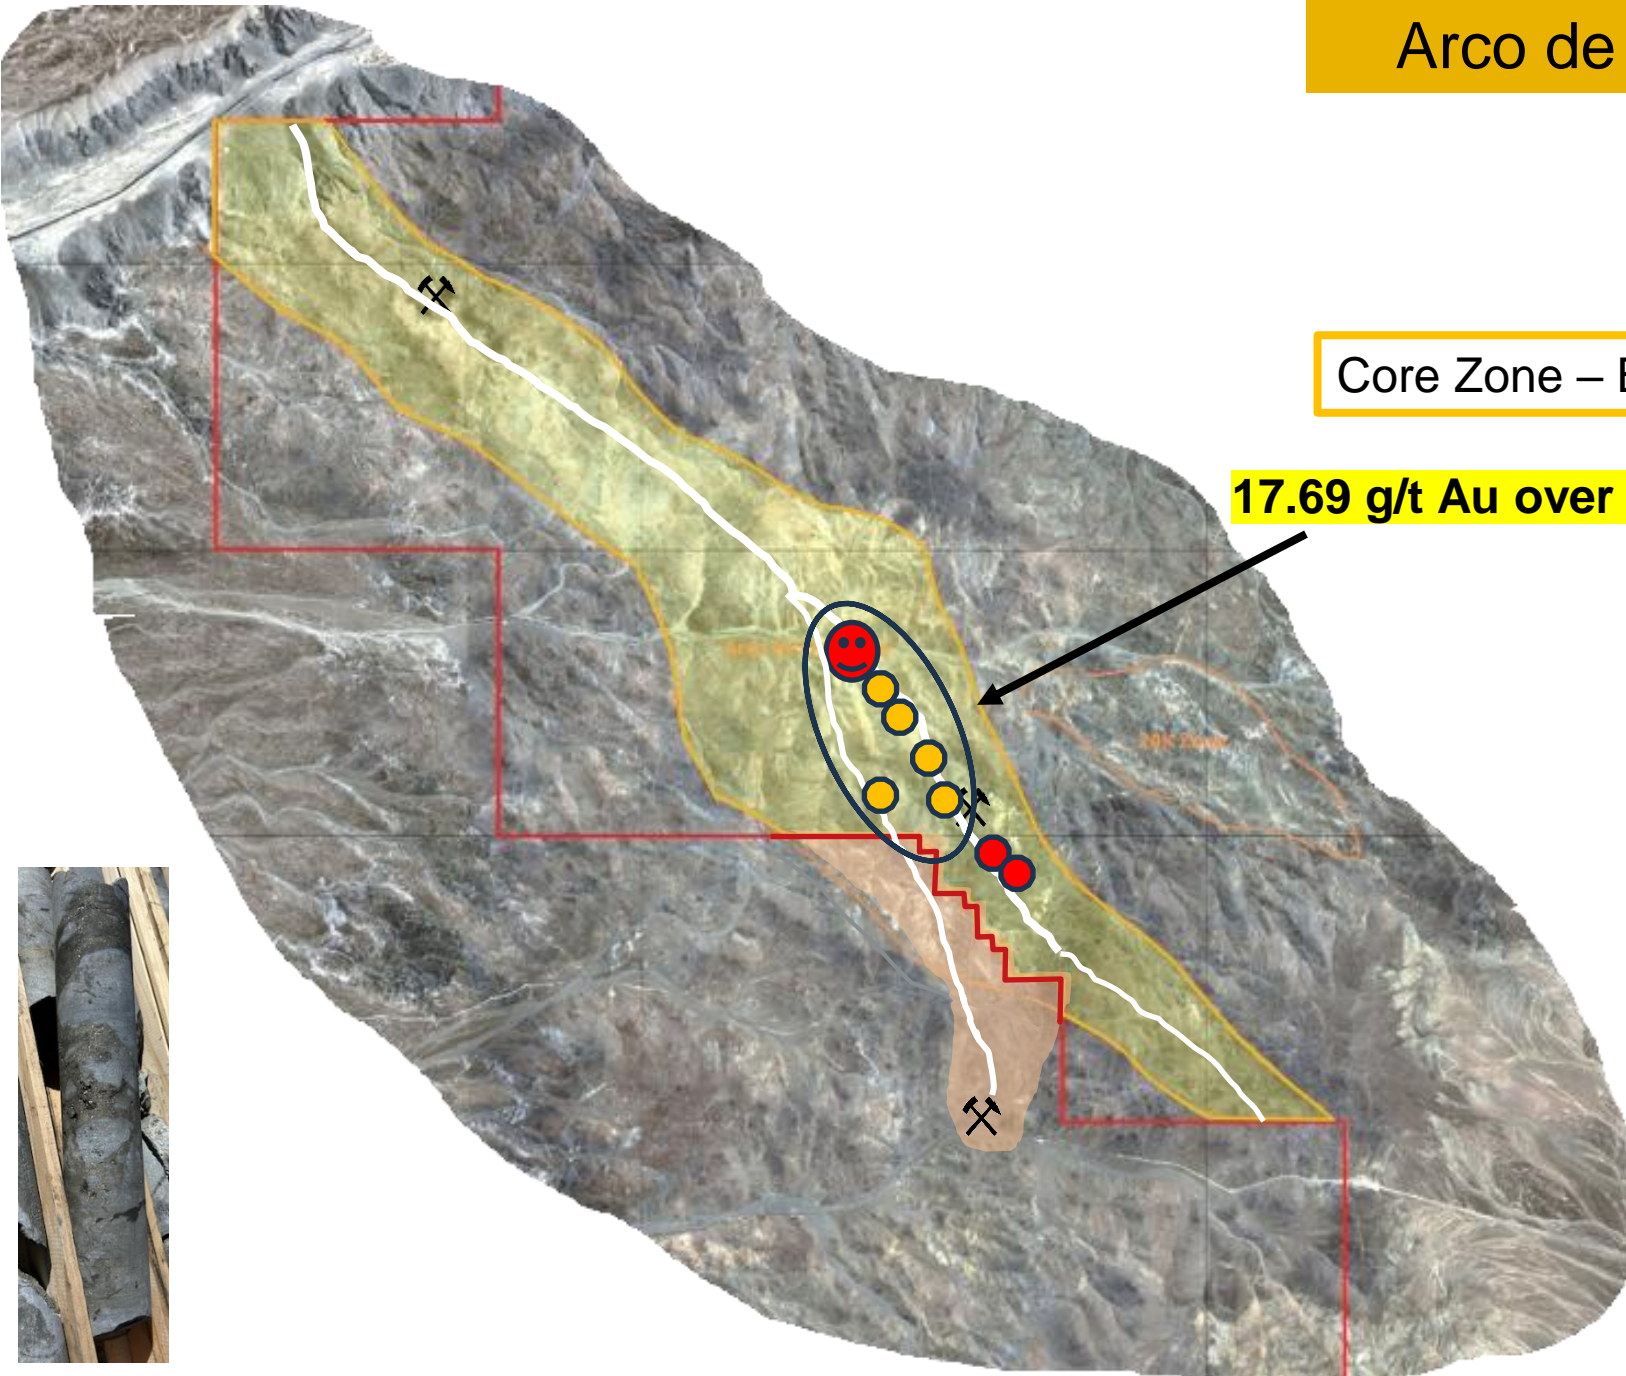 Arco de
Core Zone –
17.69 g/t Au over